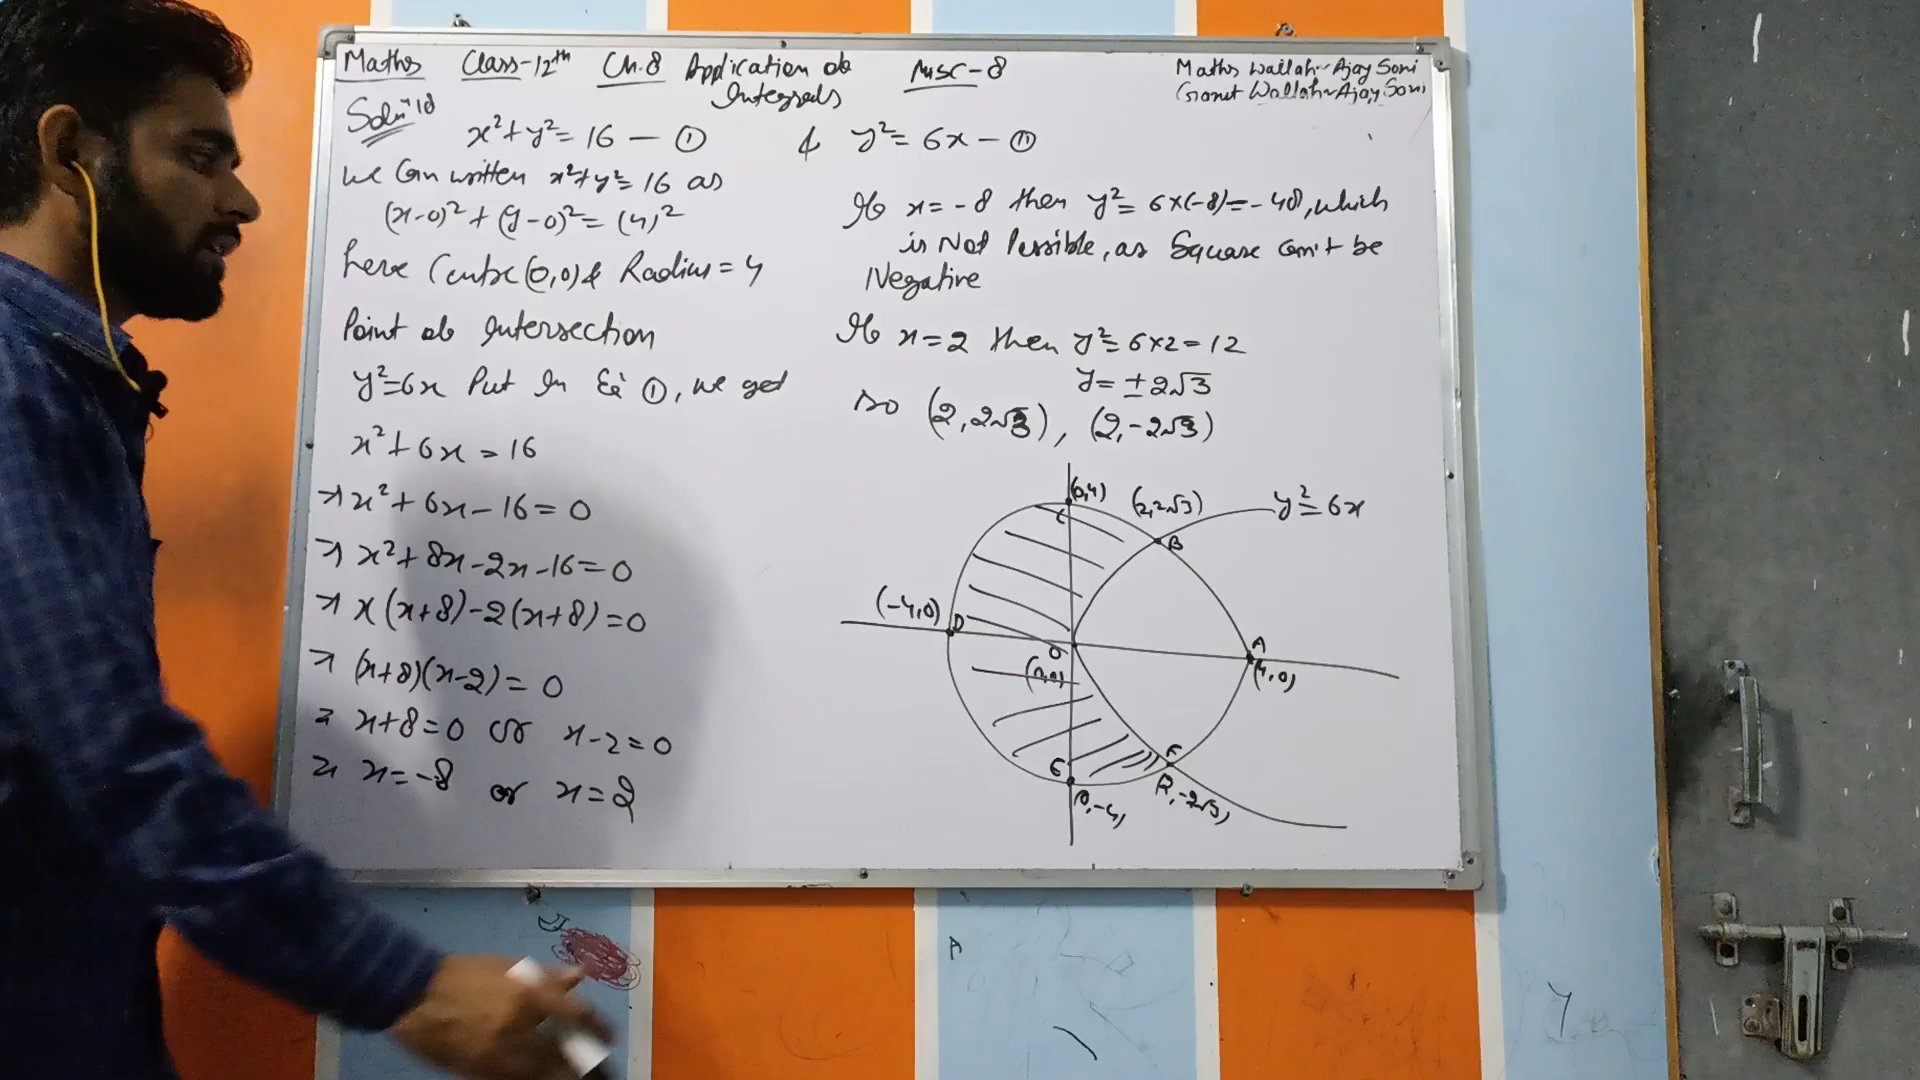 Maths Class-12th Ch.8 Application of Integrals Misc-8
Maths Wallah~Ajay Soni
Ganit Wallah~Ajay Soni
Soln~18
x²+y²=16 — ① & y²=6x — ⑪
We Can written x²+y²=16 as
(x-0)²+(y-0)²=(4)²
here Centre (0,0) & Radius=4
Point of Intersection
y²=6x Put In Eq ①, we get
x²+6x=16
⇒ x²+6x-16=0
⇒ x²+8x-2x-16=0
⇒ x(x+8)-2(x+8)=0
⇒ (x+8)(x-2)=0
⇒ x+8=0 or x-2=0
⇒ x=-8 or x=2
If x=-8 then y²=6×(-8)=-48, which
is Not Possible, as Square can't be
Negative
If x=2 then y²=6×2=12
y=±2√3
so (2,2√3), (2,-2√3)
(0,4)
C
(2,2√3)
y²=6x
B
(-4,0)
D
O
(0,0)
A
(4,0)
E
(0,-4)
F
(2,-2√3)
A